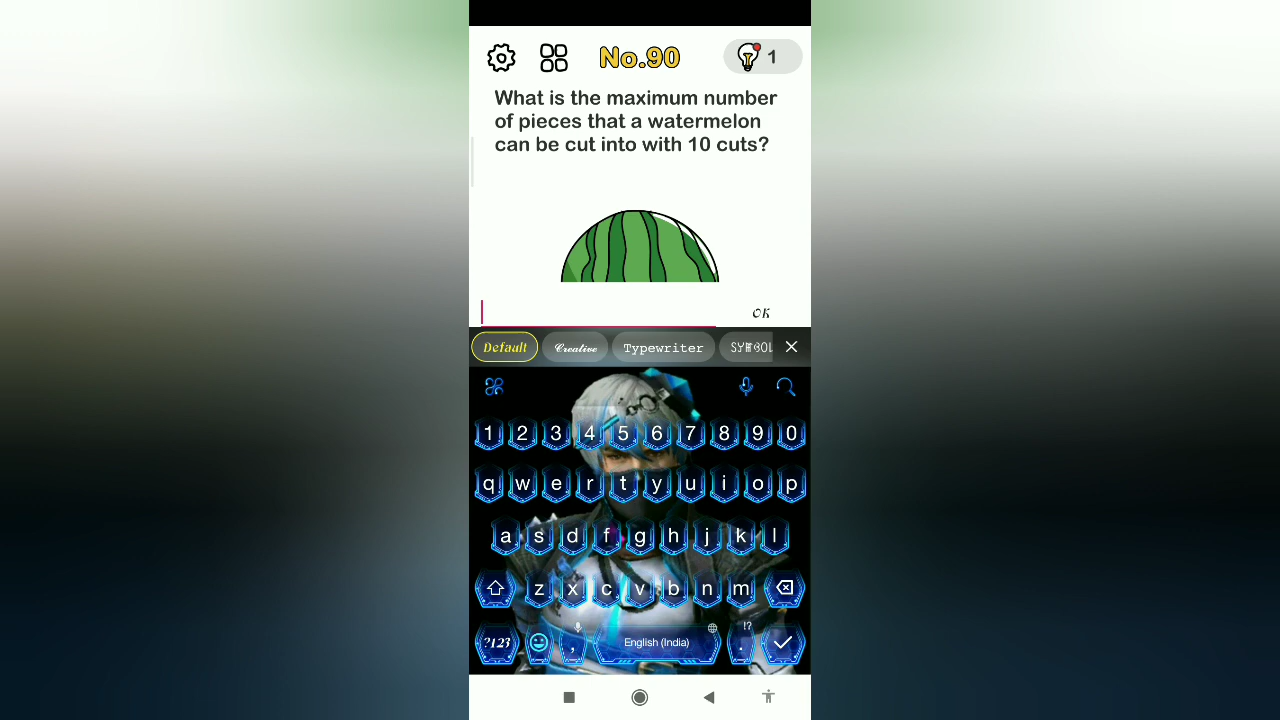 No.90
1
What is the maximum number
of pieces that a watermelon
can be cut into with 10 cuts?
OK
Default Creative Typewriter SYMBOL
1 2 3 4 5 6 7 8 9 0
q w e r t y u i o p
a s d f g h j k l
z x c v b n m
!?
?123 , English (India) .